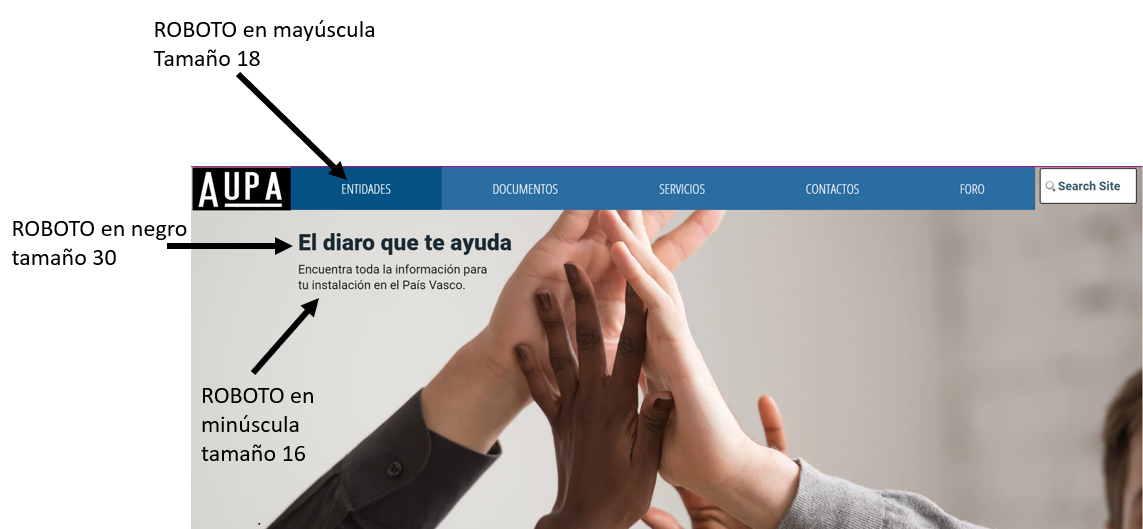 ROBOTO en mayúscula
Tamaño 18
AUPA
ENTIDADES
DOCUMENTOS
SERVICIOS
CONTACTOS
FORO
Search Site
ROBOTO en negro
tamaño 30
El diaro que te ayuda
Encuentra toda la información para
tu instalación en el País Vasco.
ROBOTO en
minúscula
tamaño 16